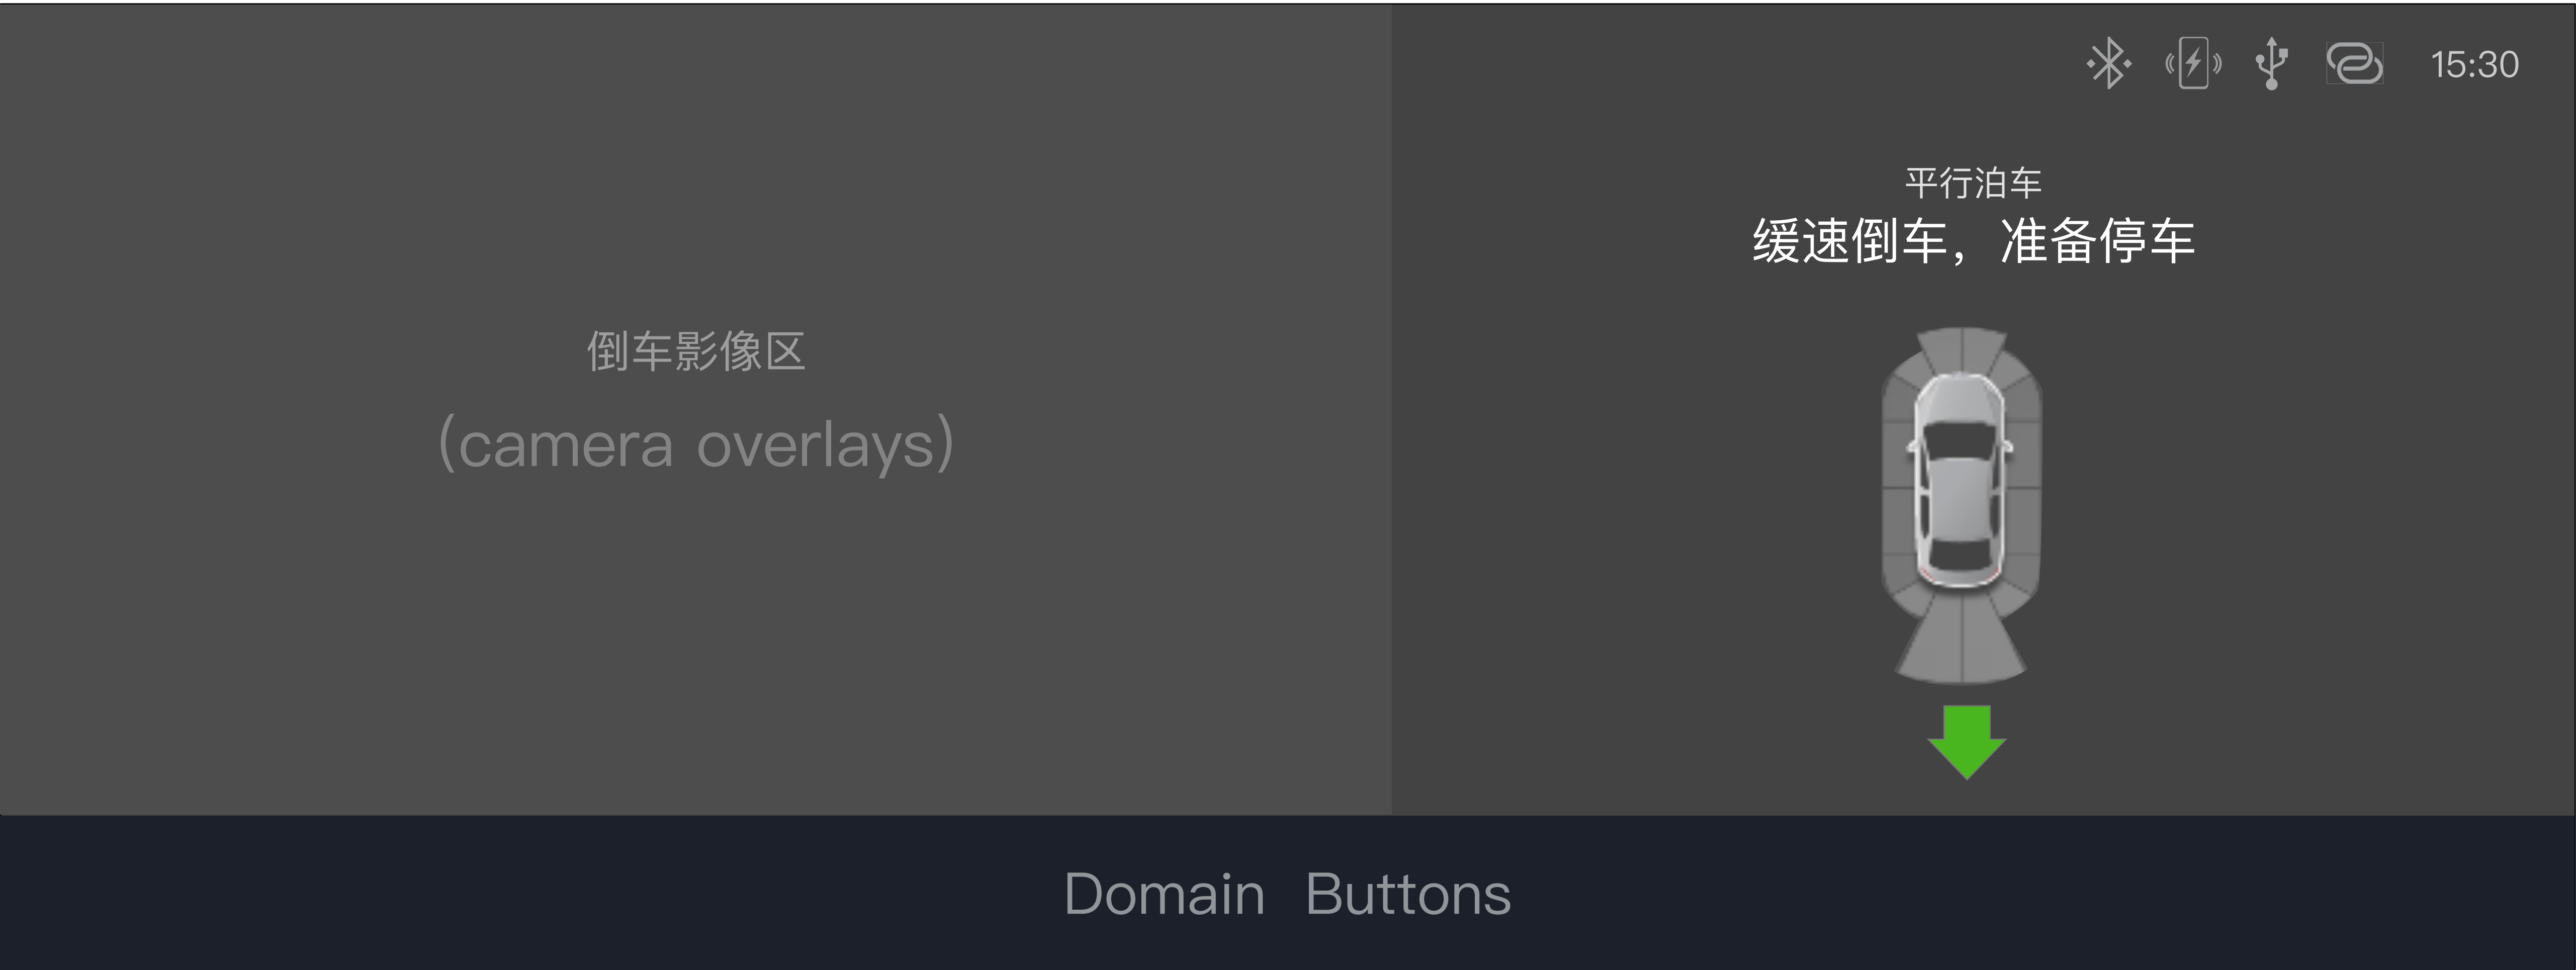 15:30
平行泊车
缓速倒车，准备停车
倒车影像区
(camera overlays)
Domain Buttons